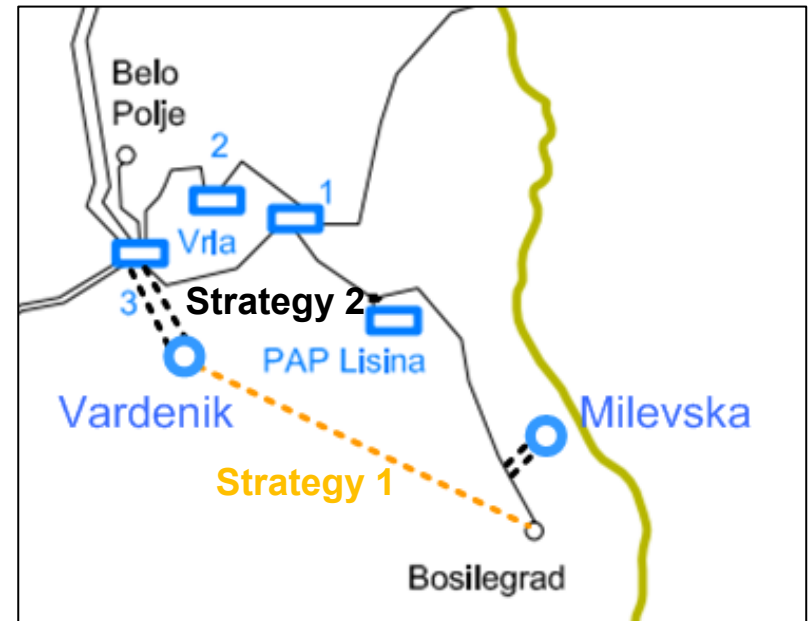 Belo
Polje
2
1
Vrla
3
Strategy 2
PAP Lisina
Vardenik
Milevska
Strategy 1
Bosilegrad